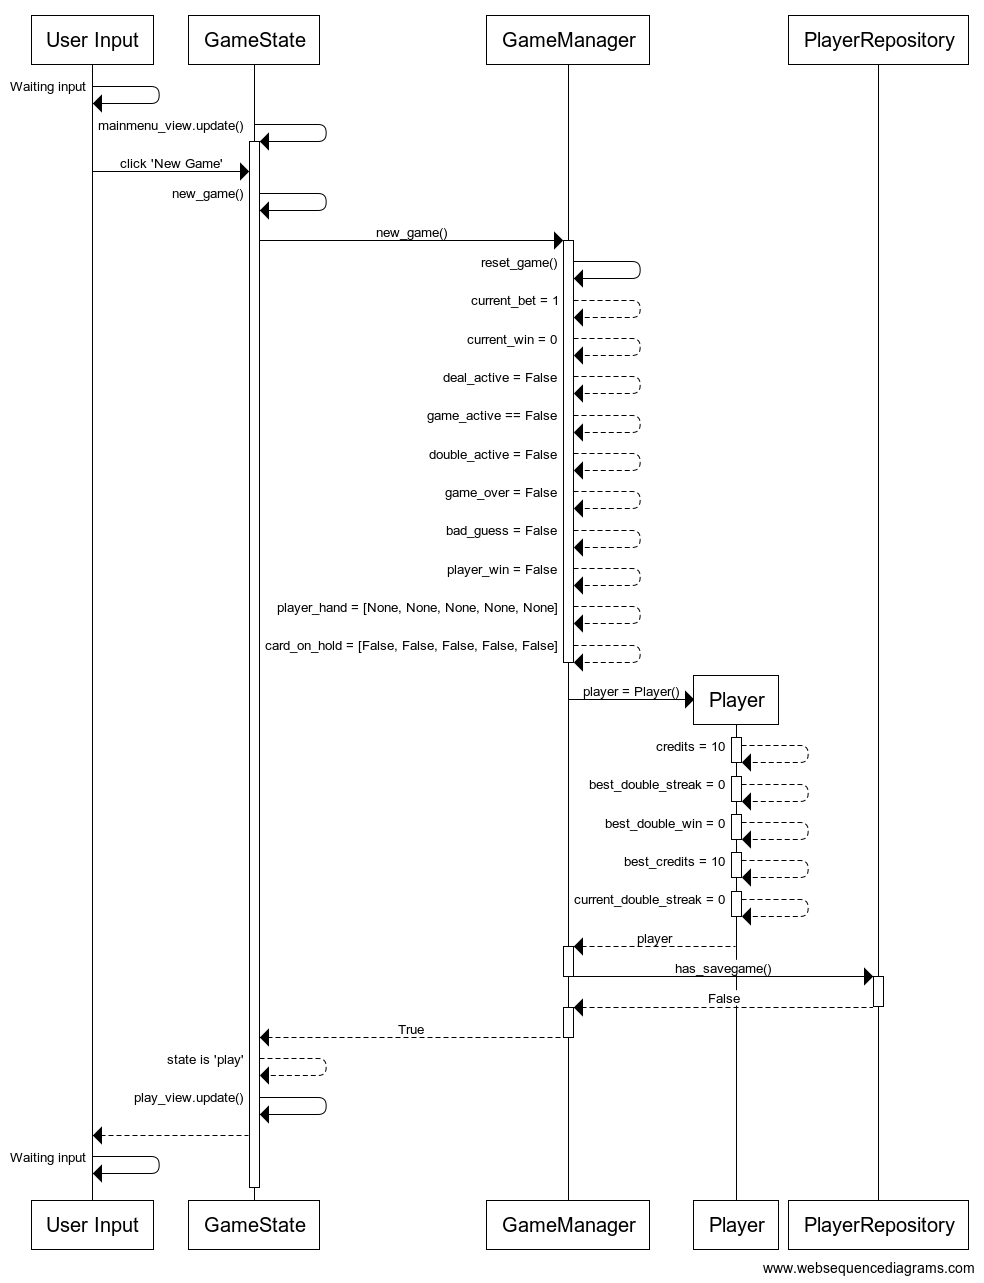 User Input
GameState
GameManager
PlayerRepository
Waiting input
mainmenu_view.update()
click 'New Game'
new_game()
new_game()
reset_game()
current_bet = 1
current_win = 0
deal_active = False
game_active == False
double_active = False
game_over = False
bad_guess = False
player_win = False
player_hand = [None, None, None, None, None]
card_on_hold = [False, False, False, False, False]
player = Player()
Player
credits = 10
best_double_streak = 0
best_double_win = 0
best_credits = 10
current_double_streak = 0
player
has_savegame()
False
True
state is 'play'
play_view.update()
Waiting input
User Input
GameState
GameManager
Player
PlayerRepository
www.websequencediagrams.com